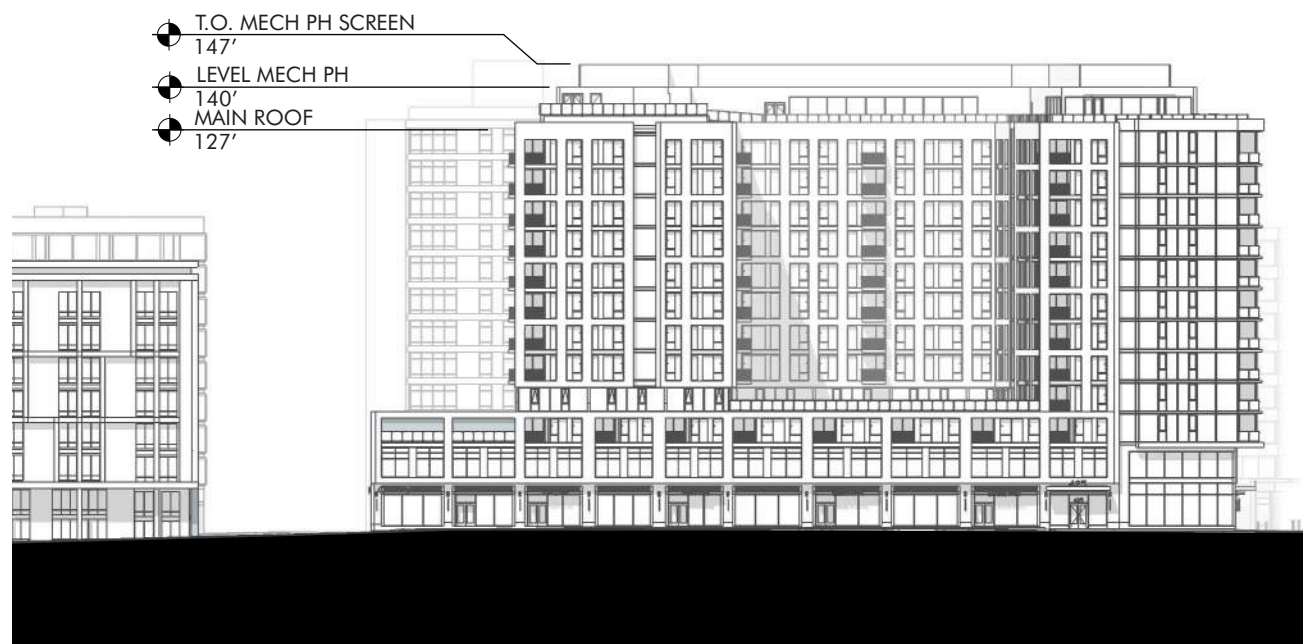 T.O. MECH PH SCREEN
147’
LEVEL MECH PH
140’
MAIN ROOF
127’